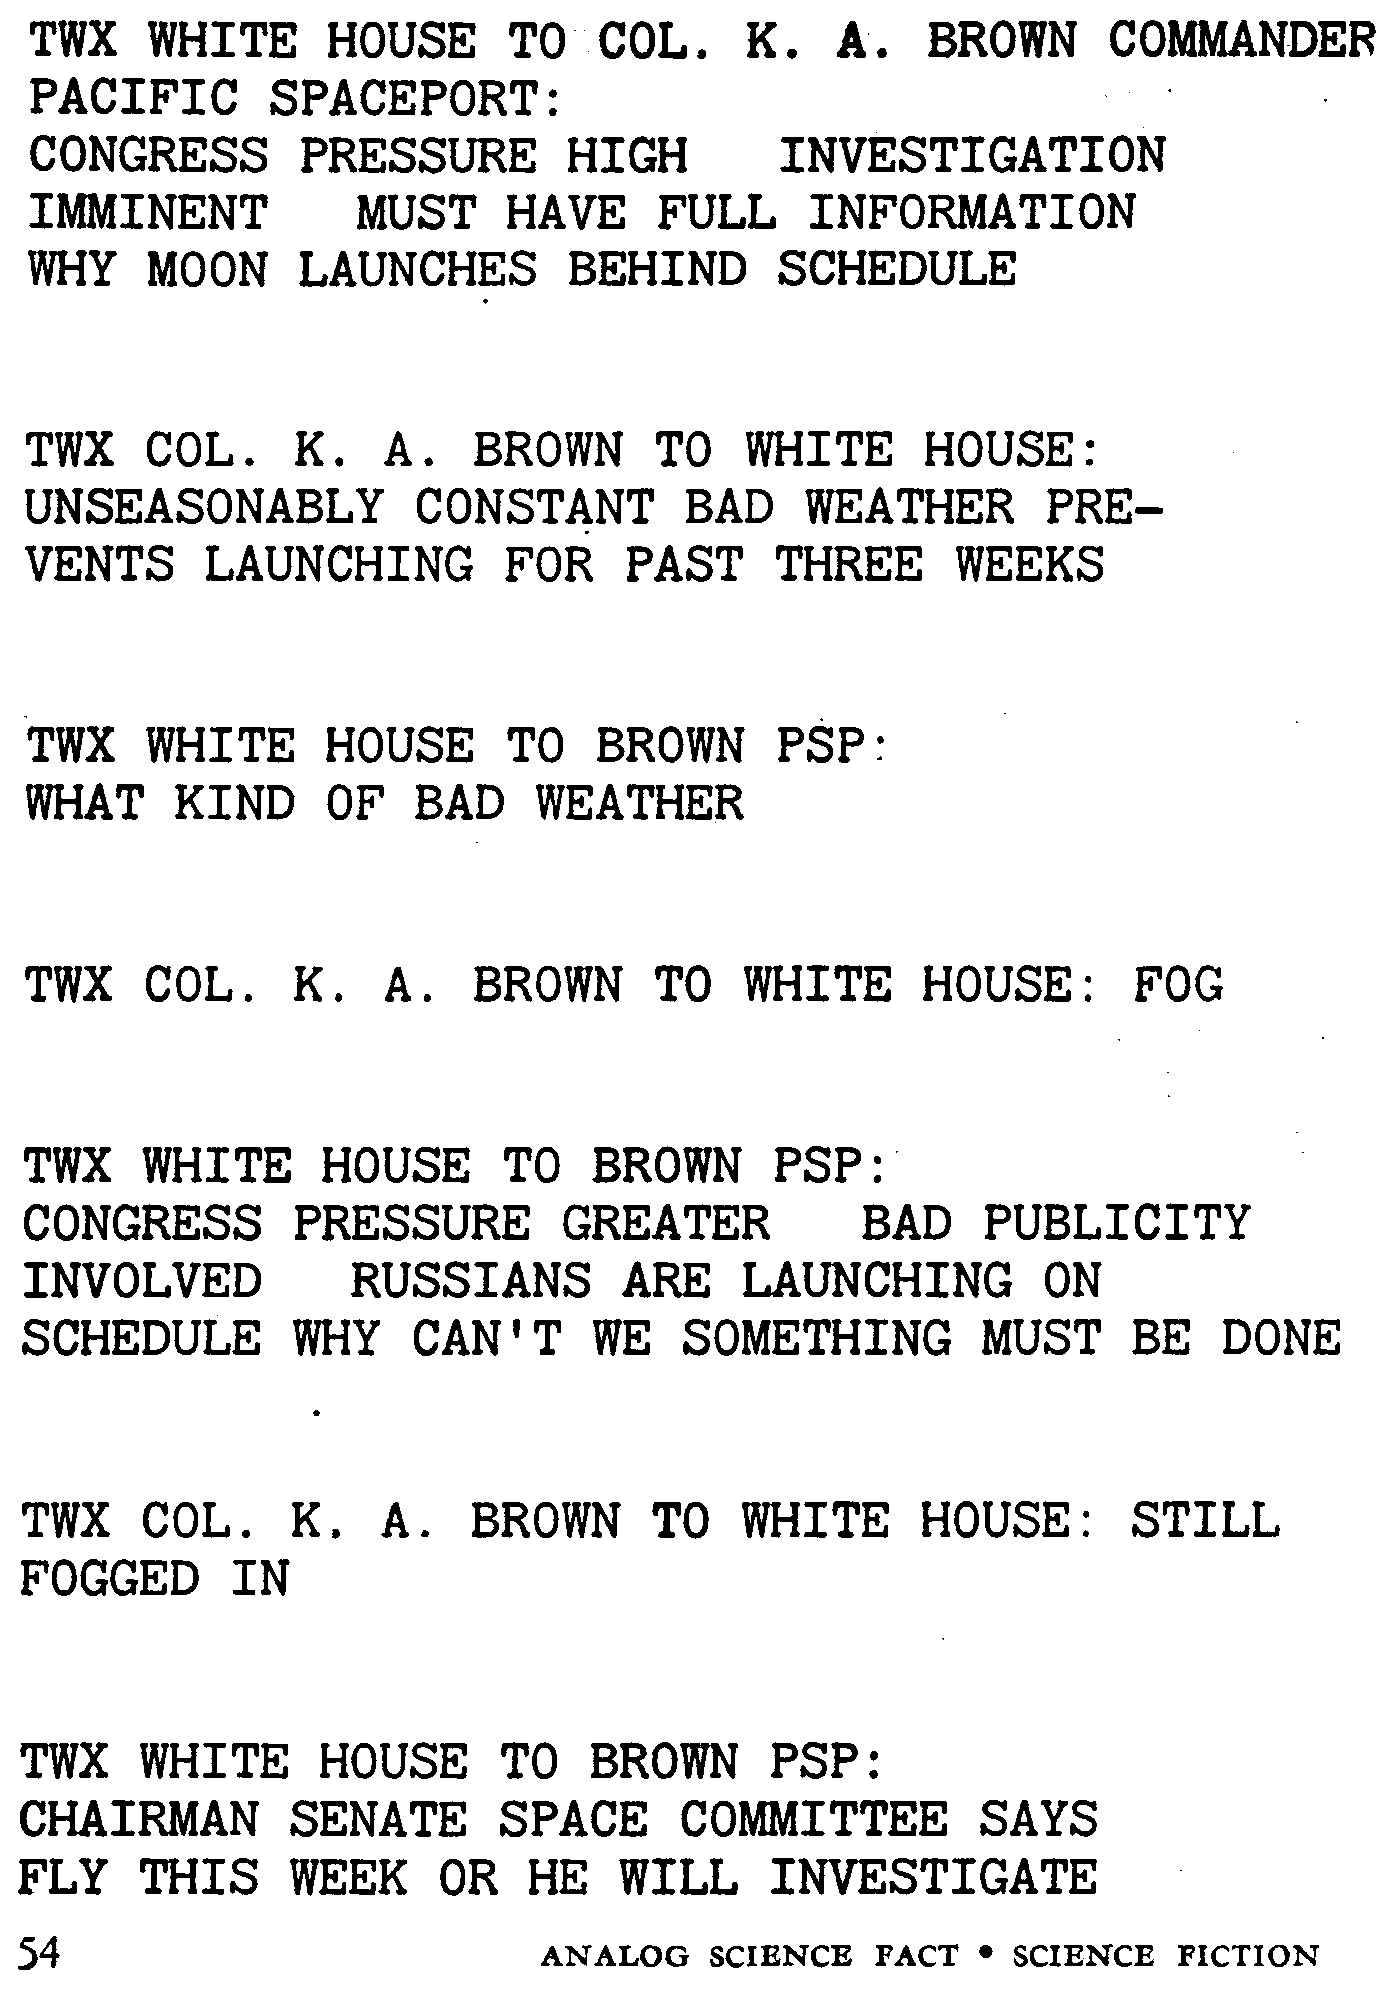 TWX WHITE HOUSE TO COL. K. A. BROWN COMMANDER
PACIFIC SPACEPORT:
CONGRESS PRESSURE HIGH   INVESTIGATION
IMMINENT   MUST HAVE FULL INFORMATION
WHY MOON LAUNCHES BEHIND SCHEDULE
TWX COL. K. A. BROWN TO WHITE HOUSE:
UNSEASONABLY CONSTANT BAD WEATHER PRE-
VENTS LAUNCHING FOR PAST THREE WEEKS
TWX WHITE HOUSE TO BROWN PSP:
WHAT KIND OF BAD WEATHER
TWX COL. K. A. BROWN TO WHITE HOUSE: FOG
TWX WHITE HOUSE TO BROWN PSP:
CONGRESS PRESSURE GREATER   BAD PUBLICITY
INVOLVED   RUSSIANS ARE LAUNCHING ON
SCHEDULE WHY CAN'T WE SOMETHING MUST BE DONE
TWX COL. K. A. BROWN TO WHITE HOUSE: STILL
FOGGED IN
TWX WHITE HOUSE TO BROWN PSP:
CHAIRMAN SENATE SPACE COMMITTEE SAYS
FLY THIS WEEK OR HE WILL INVESTIGATE
54 ANALOG SCIENCE FACT • SCIENCE FICTION